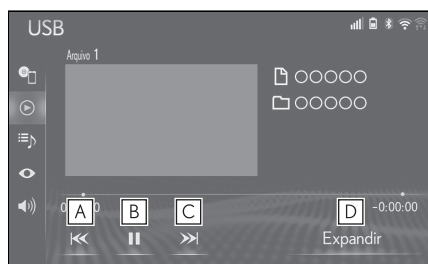 USB
Arquivo 1
OOOOO
OOOOO
A
B
C
D
-0:00:00
Expandir